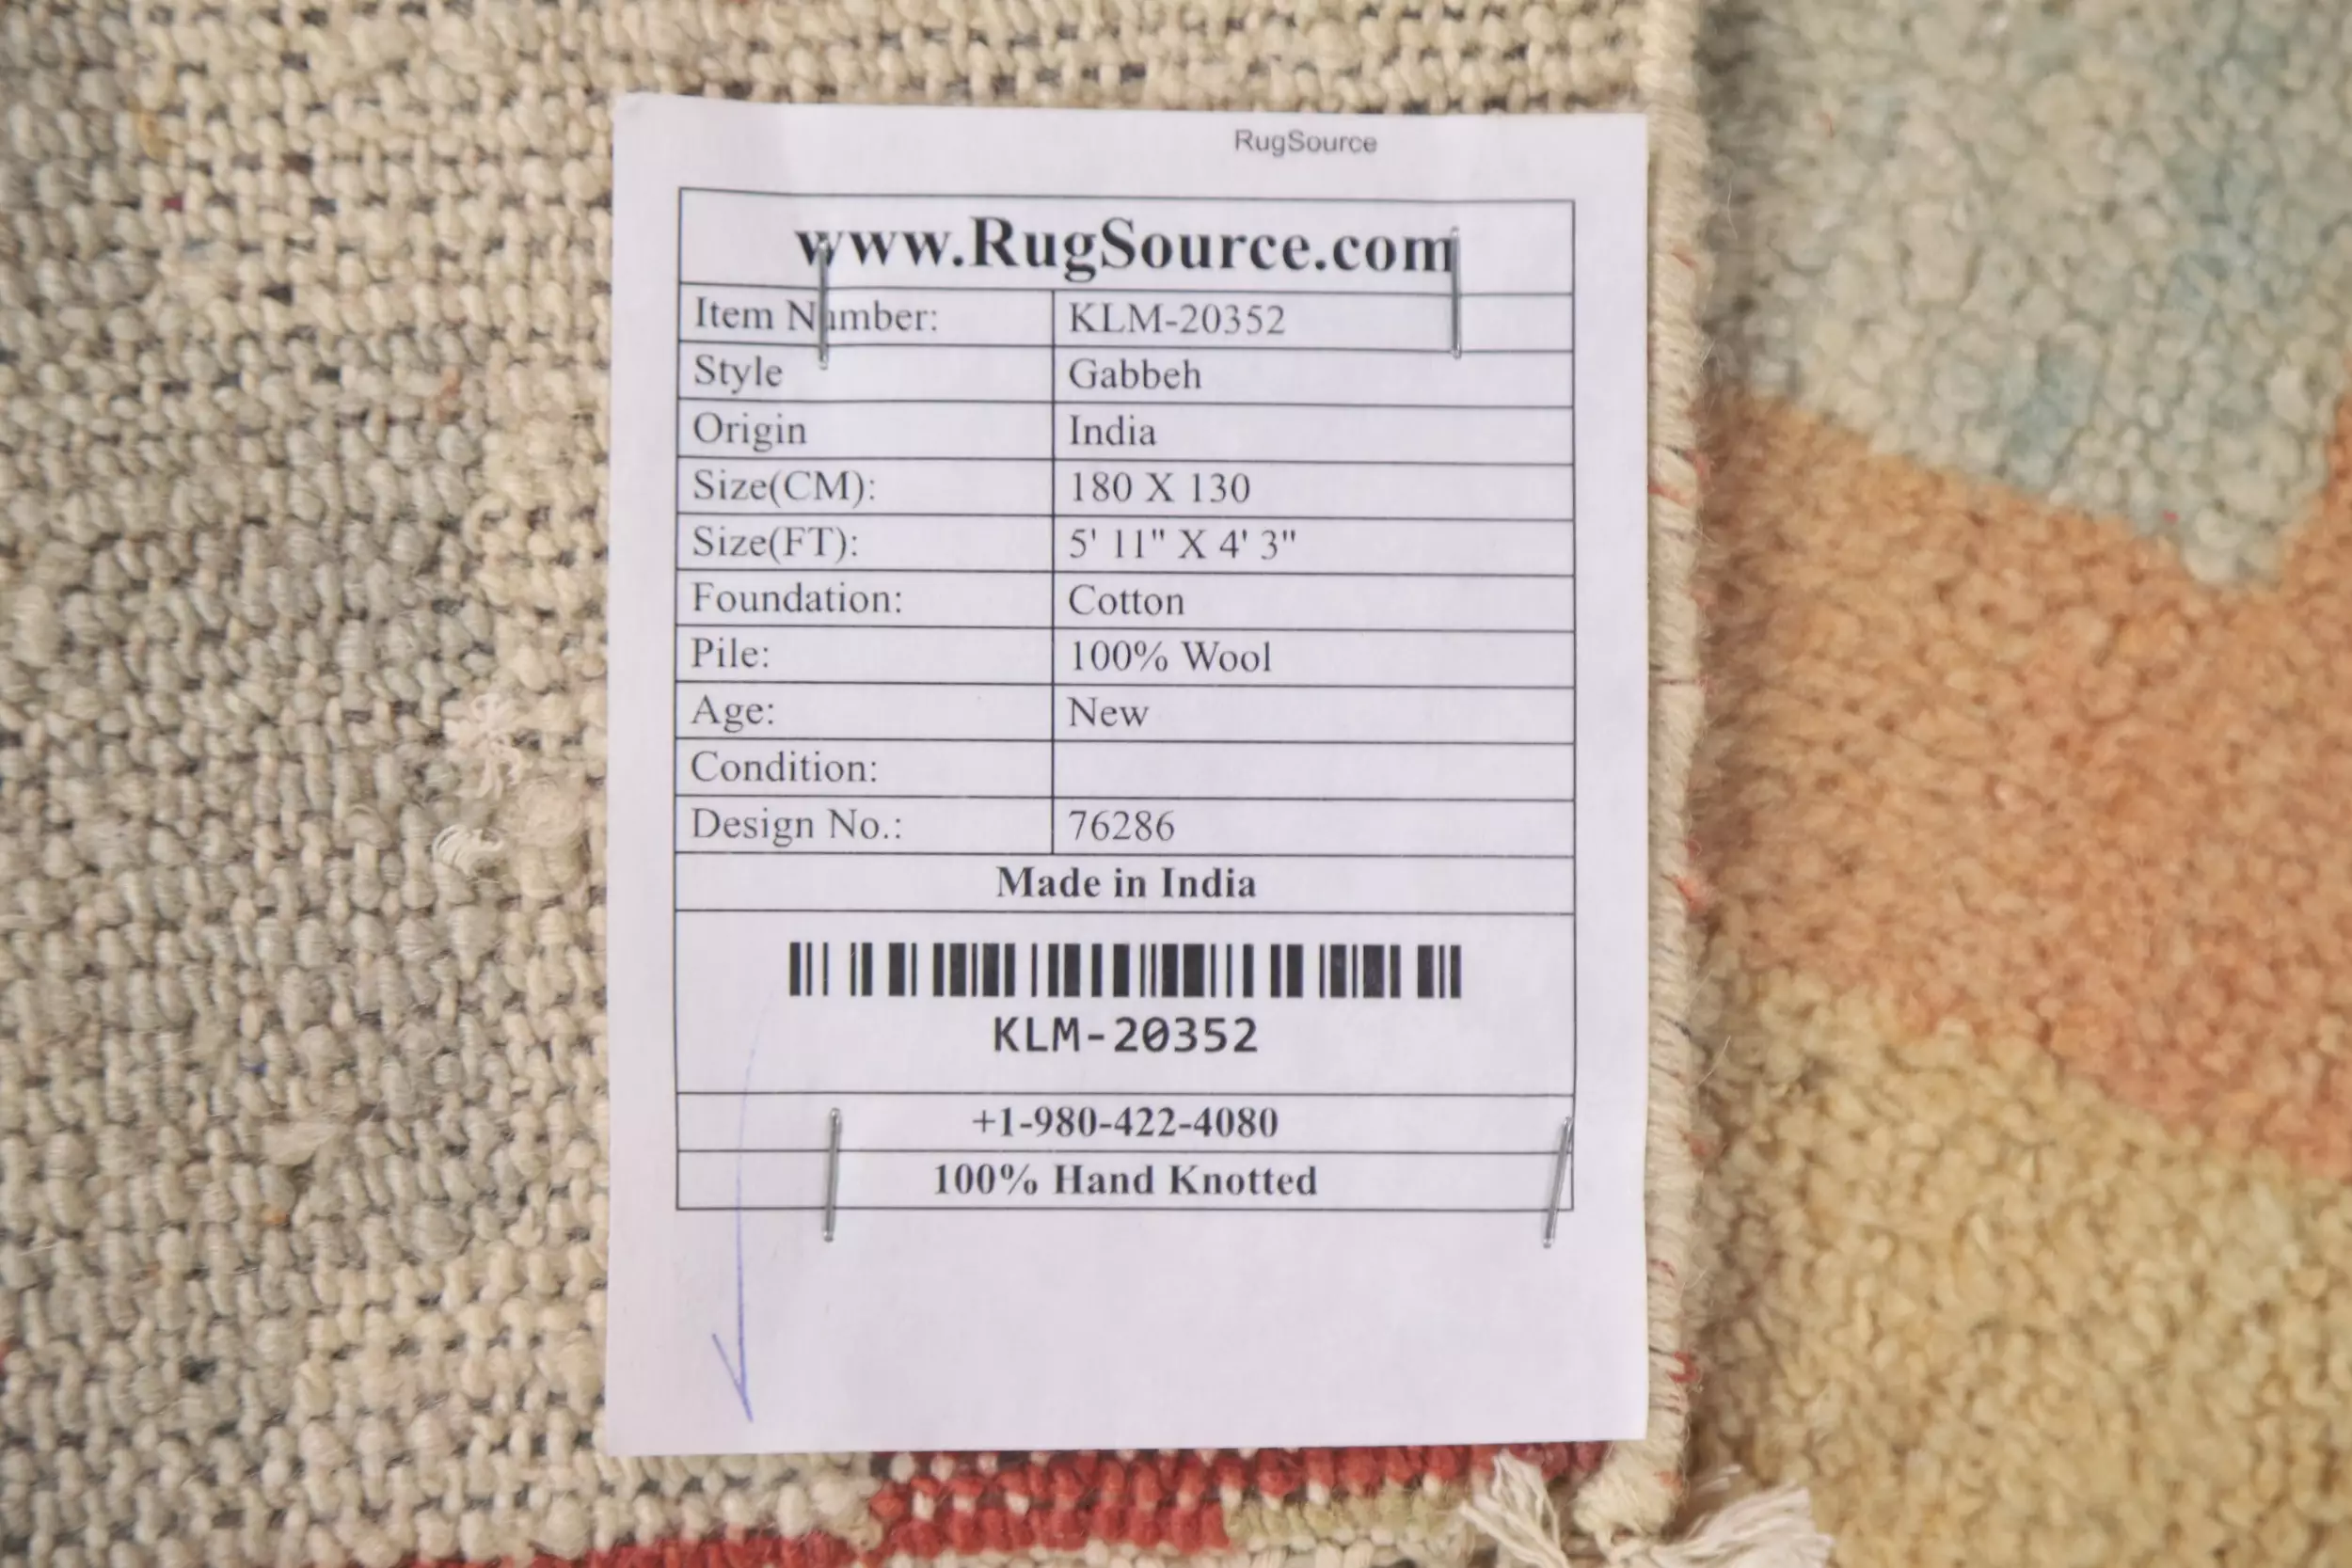 RugSource
www.RugSource.com
Item Number: KLM-20352
Style Gabbeh
Origin India
Size(CM): 180 X 130
Size(FT): 5' 11" X 4' 3"
Foundation: Cotton
Pile: 100% Wool
Age: New
Condition:
Design No.: 76286
Made in India
KLM-20352
+1-980-422-4080
100% Hand Knotted